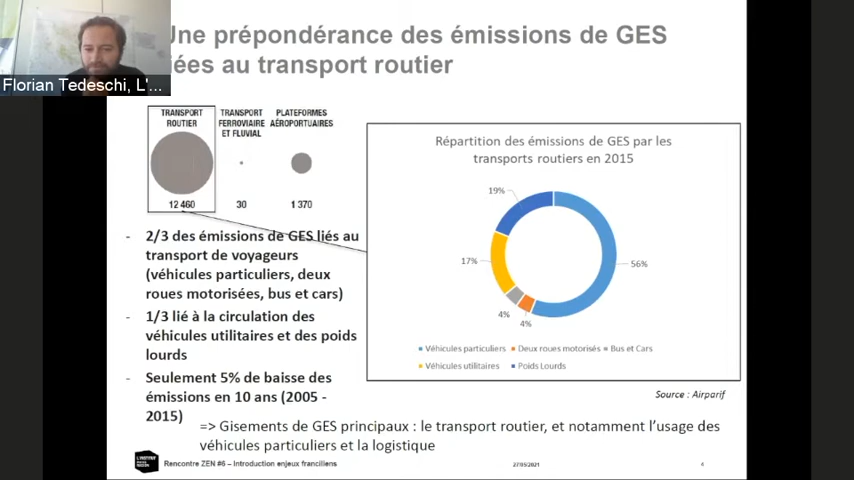 Une prépondérance des émissions de GES
liées au transport routier
Florian Tedeschi, L'...
TRANSPORT
ROUTIER
TRANSPORT
FERROVIAIRE
ET FLUVIAL
PLATEFORMES
AÉROPORTUAIRES
12 460
30
1 370
- 2/3 des émissions de GES liés au
transport de voyageurs
(véhicules particuliers, deux
roues motorisées, bus et cars)
- 1/3 lié à la circulation des
véhicules utilitaires et des poids
lourds
- Seulement 5% de baisse des
émissions en 10 ans (2005 -
2015)
Répartition des émissions de GES par les
transports routiers en 2015
19%
17%
56%
4%
4%
Véhicules particuliers Deux roues motorisés Bus et Cars
Véhicules utilitaires Poids Lourds
Source : Airparif
=> Gisements de GES principaux : le transport routier, et notamment l'usage des
véhicules particuliers et la logistique
L'INSTITUT
Rencontre ZEN #6 – Introduction enjeux franciliens
27/05/2021
4